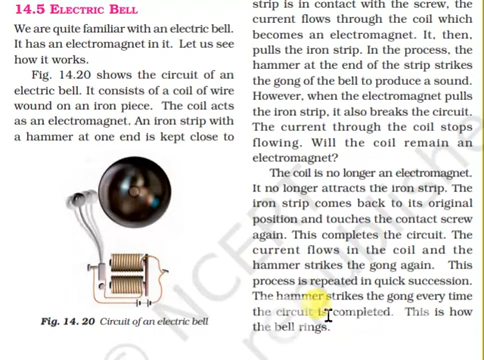 14.5 ELECTRIC BELL
We are quite familiar with an electric bell.
It has an electromagnet in it. Let us see
how it works.
Fig. 14.20 shows the circuit of an
electric bell. It consists of a coil of wire
wound on an iron piece. The coil acts
as an electromagnet. An iron strip with
a hammer at one end is kept close to
Fig. 14. 20 Circuit of an electric bell
strip is in contact with the screw, the
current flows through the coil which
becomes an electromagnet. It, then,
pulls the iron strip. In the process, the
hammer at the end of the strip strikes
the gong of the bell to produce a sound.
However, when the electromagnet pulls
the iron strip, it also breaks the circuit.
The current through the coil stops
flowing. Will the coil remain an
electromagnet?
The coil is no longer an electromagnet.
It no longer attracts the iron strip. The
iron strip comes back to its original
position and touches the contact screw
again. This completes the circuit. The
current flows in the coil and the
hammer strikes the gong again. This
process is repeated in quick succession.
The hammer strikes the gong every time
the circuit is completed. This is how
the bell rings.